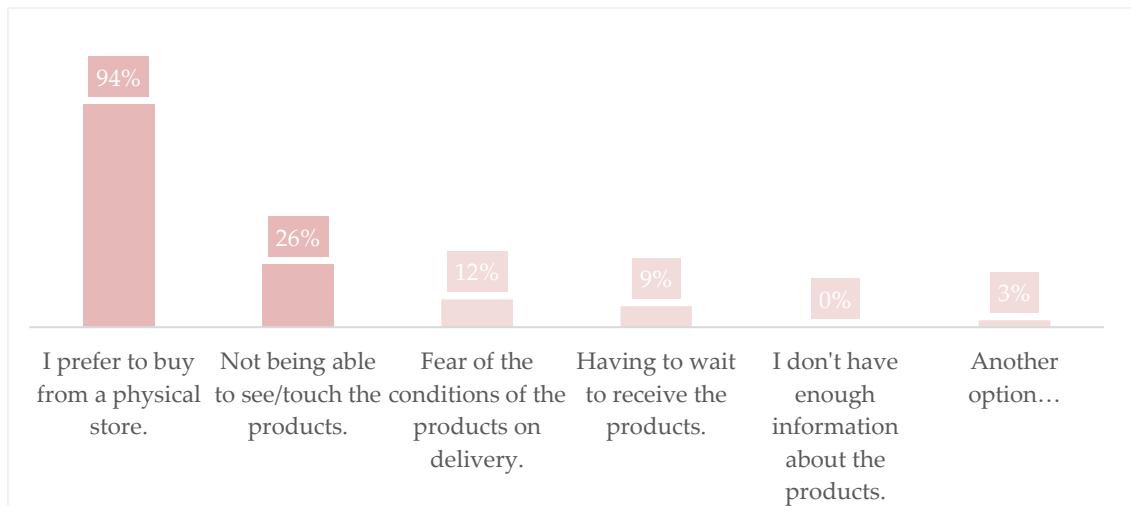 94%
26%
12%
9%
0%
3%
I prefer to buy
from a physical
store.
Not being able
to see/touch the
products.
Fear of the
conditions of the
products on
delivery.
Having to wait
to receive the
products.
I don't have
enough
information
about the
products.
Another
option…